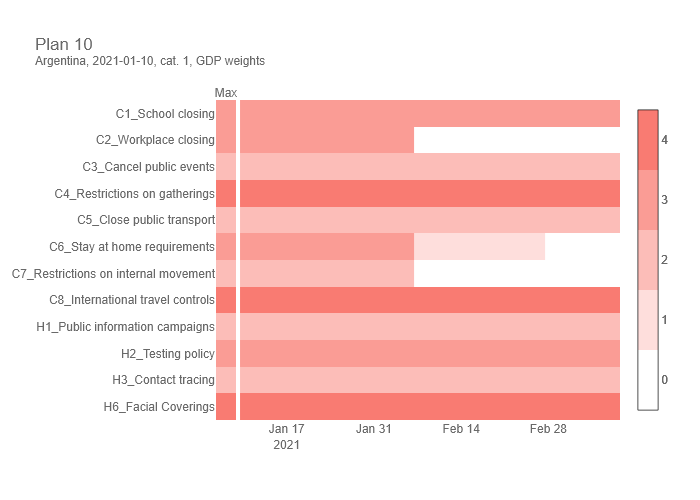 Plan 10
Argentina, 2021-01-10, cat. 1, GDP weights
Max
C1_School closing
C2_Workplace closing
C3_Cancel public events
C4_Restrictions on gatherings
C5_Close public transport
C6_Stay at home requirements
C7_Restrictions on internal movement
C8_International travel controls
H1_Public information campaigns
H2_Testing policy
H3_Contact tracing
H6_Facial Coverings
Jan 17 Jan 31 Feb 14 Feb 28
2021
4
3
2
1
0